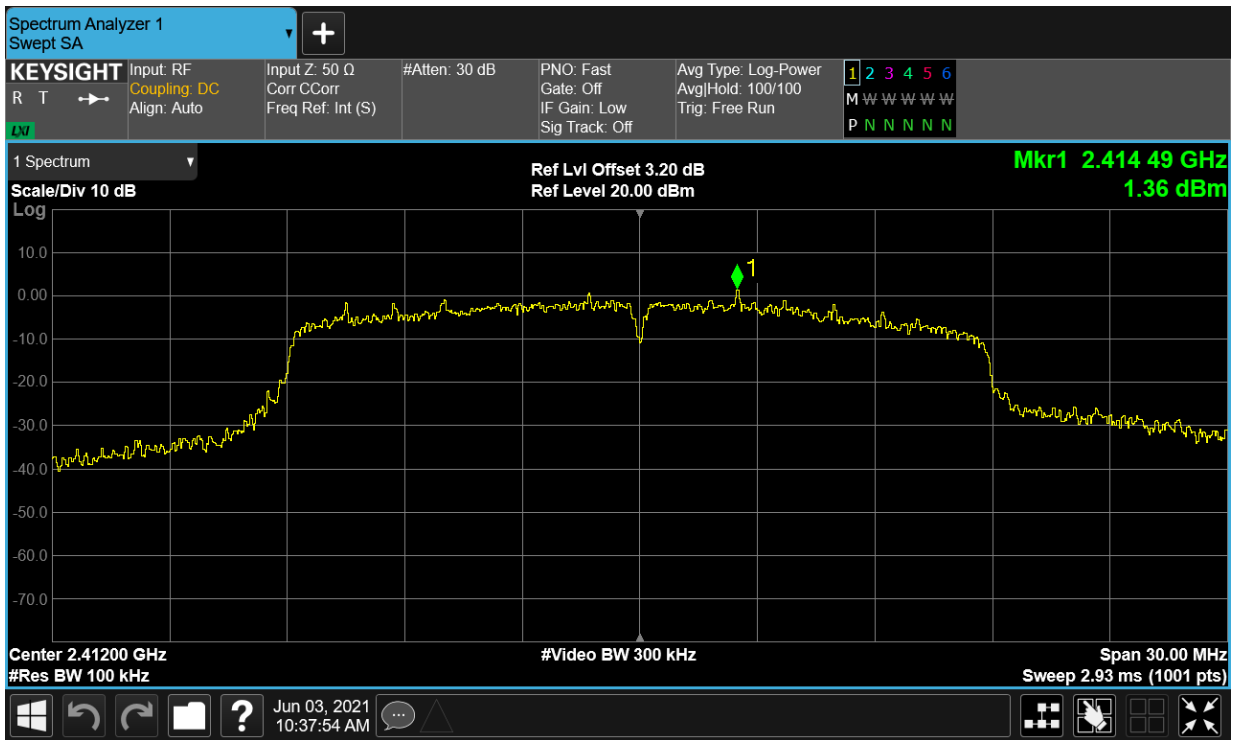 Spectrum Analyzer 1
Swept SA
+
KEYSIGHT
R T
LXI
Input: RF
Coupling: DC
Align: Auto
Input Z: 50 Ω
Corr CCorr
Freq Ref: Int (S)
#Atten: 30 dB
PNO: Fast
Gate: Off
IF Gain: Low
Sig Track: Off
Avg Type: Log-Power
Avg|Hold: 100/100
Trig: Free Run
1 2 3 4 5 6
M W W W W W
P N N N N N
1 Spectrum
Scale/Div 10 dB
Log
Ref Lvl Offset 3.20 dB
Ref Level 20.00 dBm
Mkr1 2.414 49 GHz
1.36 dBm
10.0
0.00
-10.0
-20.0
-30.0
-40.0
-50.0
-60.0
-70.0
1
Center 2.41200 GHz
#Res BW 100 kHz
#Video BW 300 kHz
Span 30.00 MHz
Sweep 2.93 ms (1001 pts)
?
Jun 03, 2021
10:37:54 AM